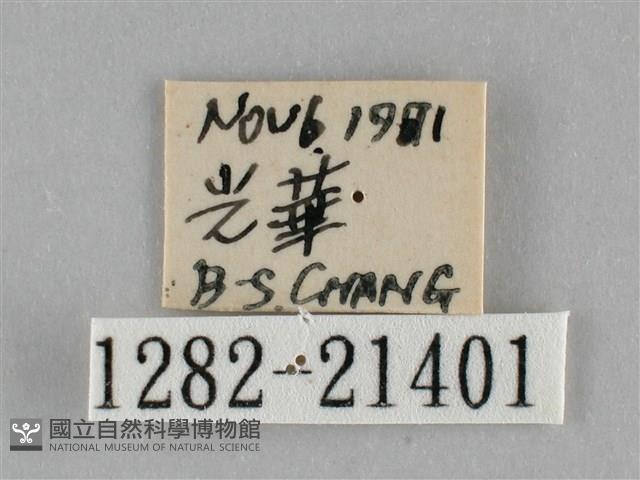 NOV 6. 1981
光華
B-S. CHANG
1282-21401
國立自然科學博物館
NATIONAL MUSEUM OF NATURAL SCIENCE